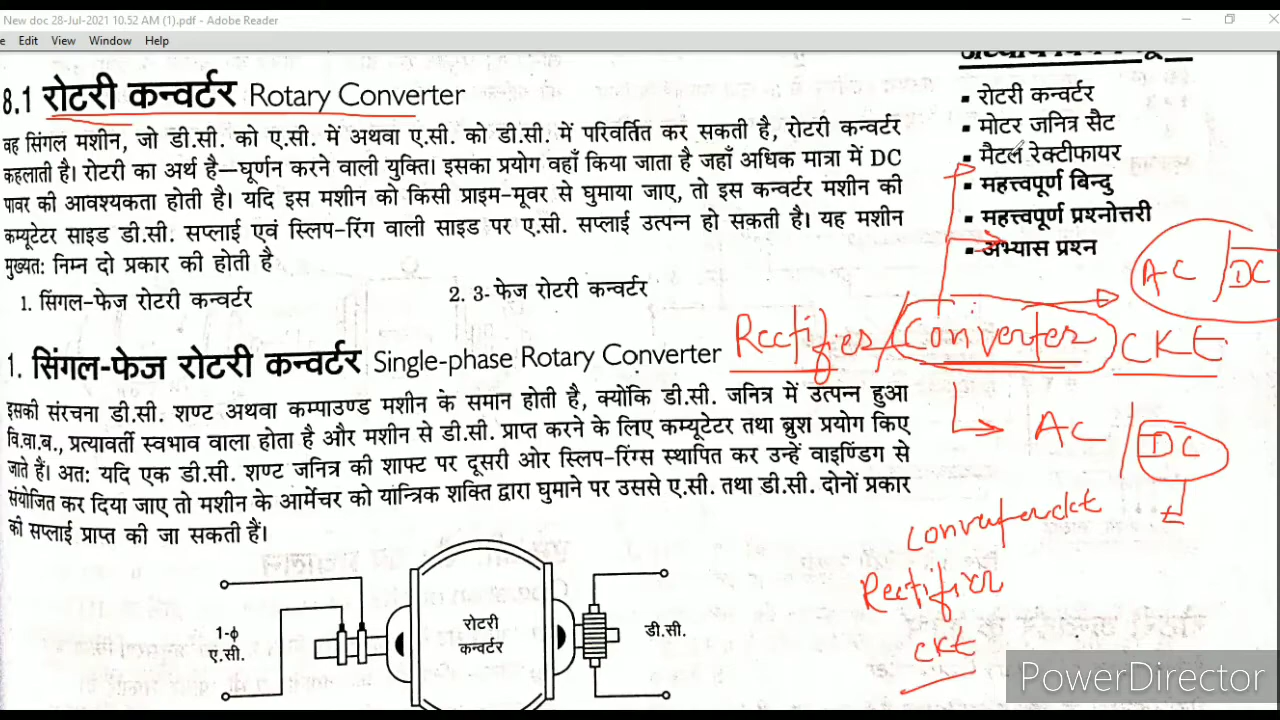 New doc 28-Jul-2021 10.52 AM (1).pdf - Adobe Reader
Edit View Window Help
8.1 रोटरी कन्वर्टर Rotary Converter
वह सिंगल मशीन, जो डी.सी. को ए.सी. में अथवा ए.सी. को डी.सी. में परिवर्तित कर सकती है, रोटरी कन्वर्टर
कहलाती है। रोटरी का अर्थ है—घूर्णन करने वाली युक्ति। इसका प्रयोग वहाँ किया जाता है जहाँ अधिक मात्रा में DC
पावर की आवश्यकता होती है। यदि इस मशीन को किसी प्राइम-मूवर से घुमाया जाए, तो इस कन्वर्टर मशीन की
कम्यूटेटर साइड डी.सी. सप्लाई एवं स्लिप-रिंग वाली साइड पर ए.सी. सप्लाई उत्पन्न हो सकती है। यह मशीन
मुख्यत: निम्न दो प्रकार की होती है
1. सिंगल-फेज रोटरी कन्वर्टर
2. 3- फेज रोटरी कन्वर्टर
▪ रोटरी कन्वर्टर
▪ मोटर जनित्र सैट
▪ मैटल रेक्टीफायर
▪ महत्त्वपूर्ण बिन्दु
▪ महत्त्वपूर्ण प्रश्नोत्तरी
▪ अभ्यास प्रश्न
AC / DC
Rectifier / Converter CKt
1. सिंगल-फेज रोटरी कन्वर्टर Single-phase Rotary Converter
इसकी संरचना डी.सी. शण्ट अथवा कम्पाउण्ड मशीन के समान होती है, क्योंकि डी.सी. जनित्र में उत्पन्न हुआ
वि.वा.ब., प्रत्यावर्ती स्वभाव वाला होता है और मशीन से डी.सी. प्राप्त करने के लिए कम्यूटेटर तथा ब्रुश प्रयोग किए
जाते हैं। अत: यदि एक डी.सी. शण्ट जनित्र की शाफ्ट पर दूसरी ओर स्लिप-रिंग्स स्थापित कर उन्हें वाइण्डिंग से
संयोजित कर दिया जाए तो मशीन के आर्मेचर को यान्त्रिक शक्ति द्वारा घुमाने पर उससे ए.सी. तथा डी.सी. दोनों प्रकार
की सप्लाई प्राप्त की जा सकती हैं।
AC / DC
Rectifier
ckt
1-ϕ
ए.सी.
रोटरी
कन्वर्टर
डी.सी.
PowerDirector